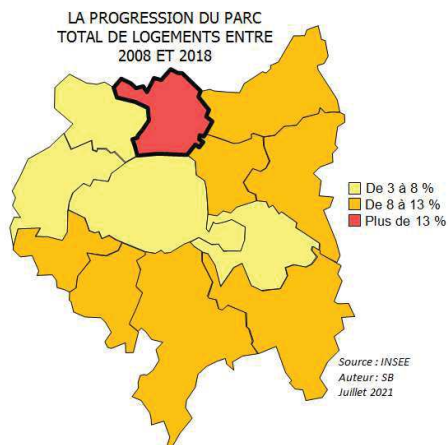 LA PROGRESSION DU PARC
TOTAL DE LOGEMENTS ENTRE
2008 ET 2018
De 3 à 8 %
De 8 à 13 %
Plus de 13 %
Source : INSEE
Auteur : SB
Juillet 2021